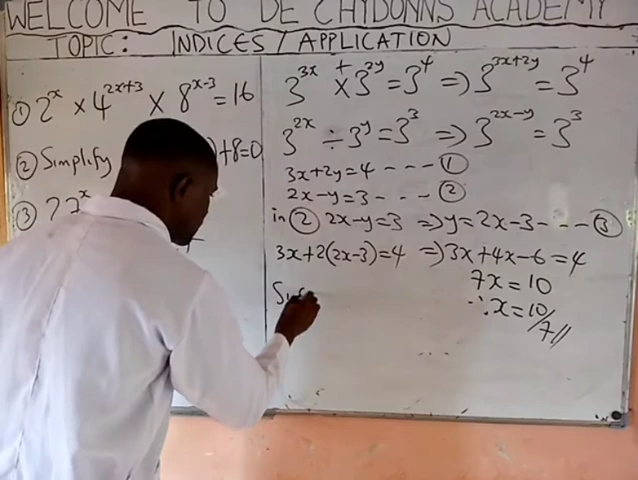 WELCOME TO DE CHYDONNS ACADEMY
TOPIC: INDICES/APPLICATION
① 2^x × 4^{2x+3} × 8^{x-3} = 16
② Simplify ) + 8 = 0
③ 27^x
3^{3x} × 3^{2y} = 3^4 ⇒ 3^{3x+2y} = 3^4
3^{2x} ÷ 3^y = 3^3 ⇒ 3^{2x-y} = 3^3
3x + 2y = 4 - - - - ①
2x - y = 3 - - - ②
in ② 2x - y = 3 ⇒ y = 2x - 3 - - - - ③
3x + 2(2x - 3) = 4 ⇒ 3x + 4x - 6 = 4
7x = 10
∴ x = 10/7 //